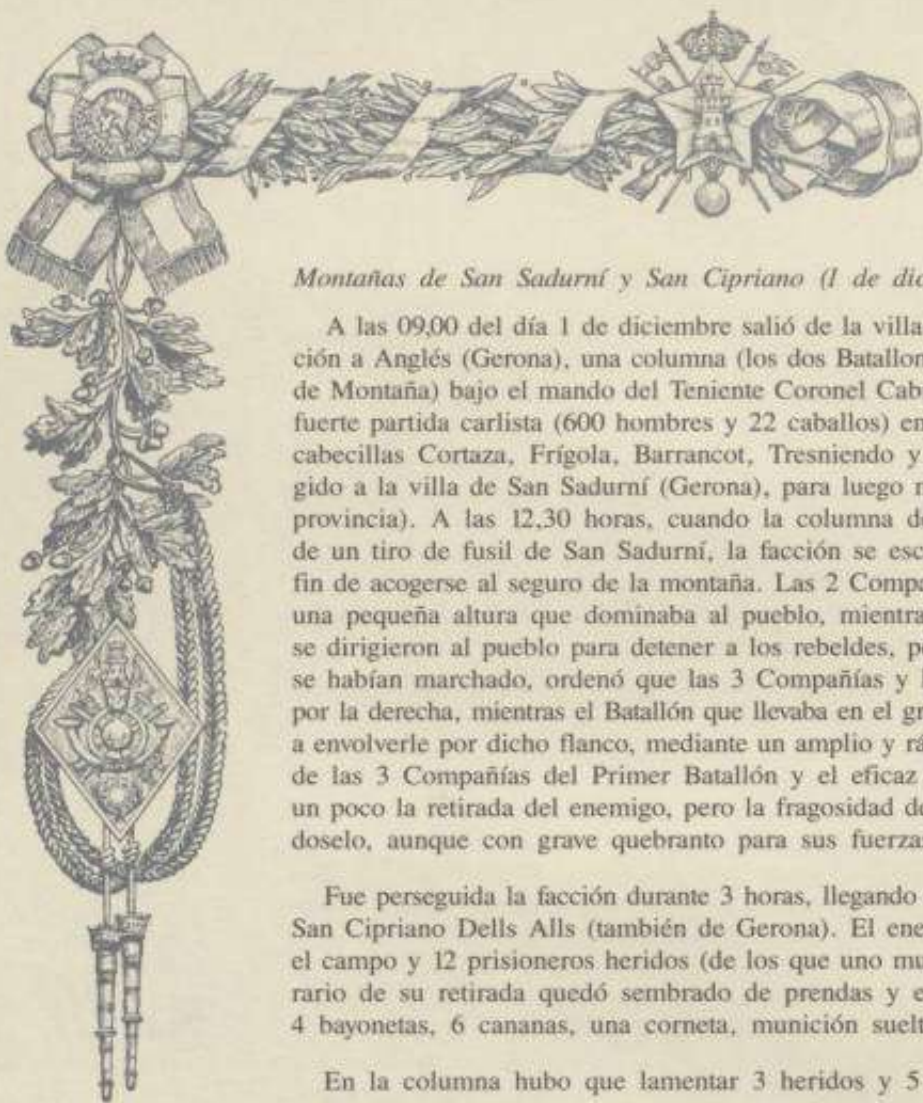 Montañas de San Sadurní y San Cipriano (1 de dic
A las 09,00 del día 1 de diciembre salió de la villa
ción a Anglés (Gerona), una columna (los dos Batallon
de Montaña) bajo el mando del Teniente Coronel Cab
fuerte partida carlista (600 hombres y 22 caballos) en
cabecillas Cortaza, Frígola, Barrancot, Tresniendo y
gido a la villa de San Sadurní (Gerona), para luego
provincia). A las 12,30 horas, cuando la columna de
de un tiro de fusil de San Sadurní, la facción se esc
fin de acogerse al seguro de la montaña. Las 2 Compa
una pequeña altura que dominaba al pueblo, mientra
se dirigieron al pueblo para detener a los rebeldes, pe
se habían marchado, ordenó que las 3 Compañías y
por la derecha, mientras el Batallón que llevaba en el gr
a envolverle por dicho flanco, mediante un amplio y rá
de las 3 Compañías del Primer Batallón y el eficaz
un poco la retirada del enemigo, pero la fragosidad de
doselo, aunque con grave quebranto para sus fuerzas
Fue perseguida la facción durante 3 horas, llegando
San Cipriano Dells Alls (también de Gerona). El ene
el campo y 12 prisioneros heridos (de los que uno mu
rario de su retirada quedó sembrado de prendas y e
4 bayonetas, 6 cananas, una corneta, munición suelt
En la columna hubo que lamentar 3 heridos y 5